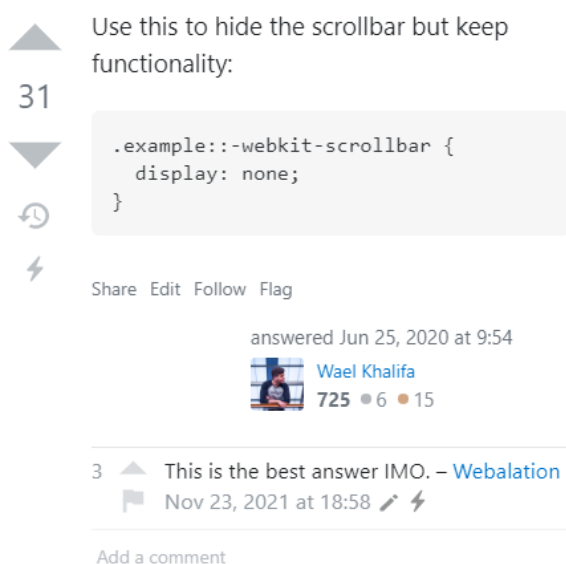 Use this to hide the scrollbar but keep
functionality:
31
.example::-webkit-scrollbar {
  display: none;
}
Share Edit Follow Flag
answered Jun 25, 2020 at 9:54
Wael Khalifa
725 ●6 ●15
3 This is the best answer IMO. – Webalation
Nov 23, 2021 at 18:58
Add a comment